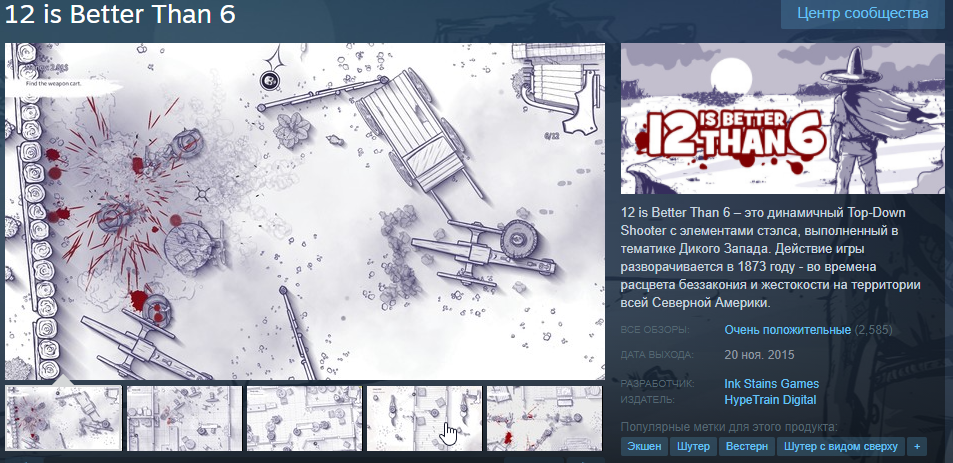 12 is Better Than 6
Центр сообщества
Find the weapon cart.
6/12
12 IS BETTER THAN 6
12 is Better Than 6 – это динамичный Top-Down
Shooter с элементами стэлса, выполненный в
тематике Дикого Запада. Действие игры
разворачивается в 1873 году - во времена
расцвета беззакония и жестокости на территории
всей Северной Америки.
ВСЕ ОБЗОРЫ: Очень положительные (2,585)
ДАТА ВЫХОДА: 20 ноя. 2015
РАЗРАБОТЧИК: Ink Stains Games
ИЗДАТЕЛЬ: HypeTrain Digital
Популярные метки для этого продукта:
Экшен Шутер Вестерн Шутер с видом сверху +